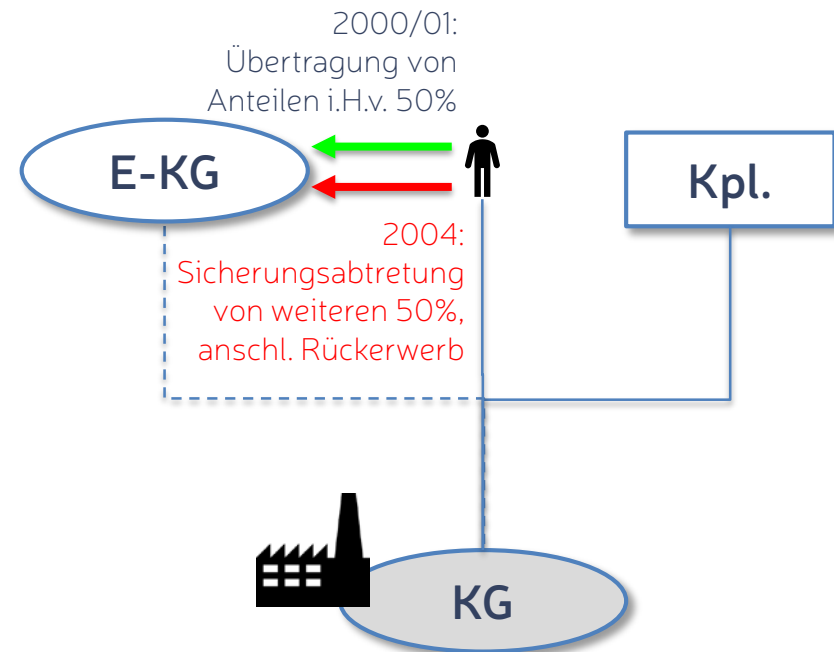 2000/01:
Übertragung von
Anteilen i.H.v. 50%
E-KG
Kpl.
2004:
Sicherungsabtretung
von weiteren 50%,
anschl. Rückerwerb
KG